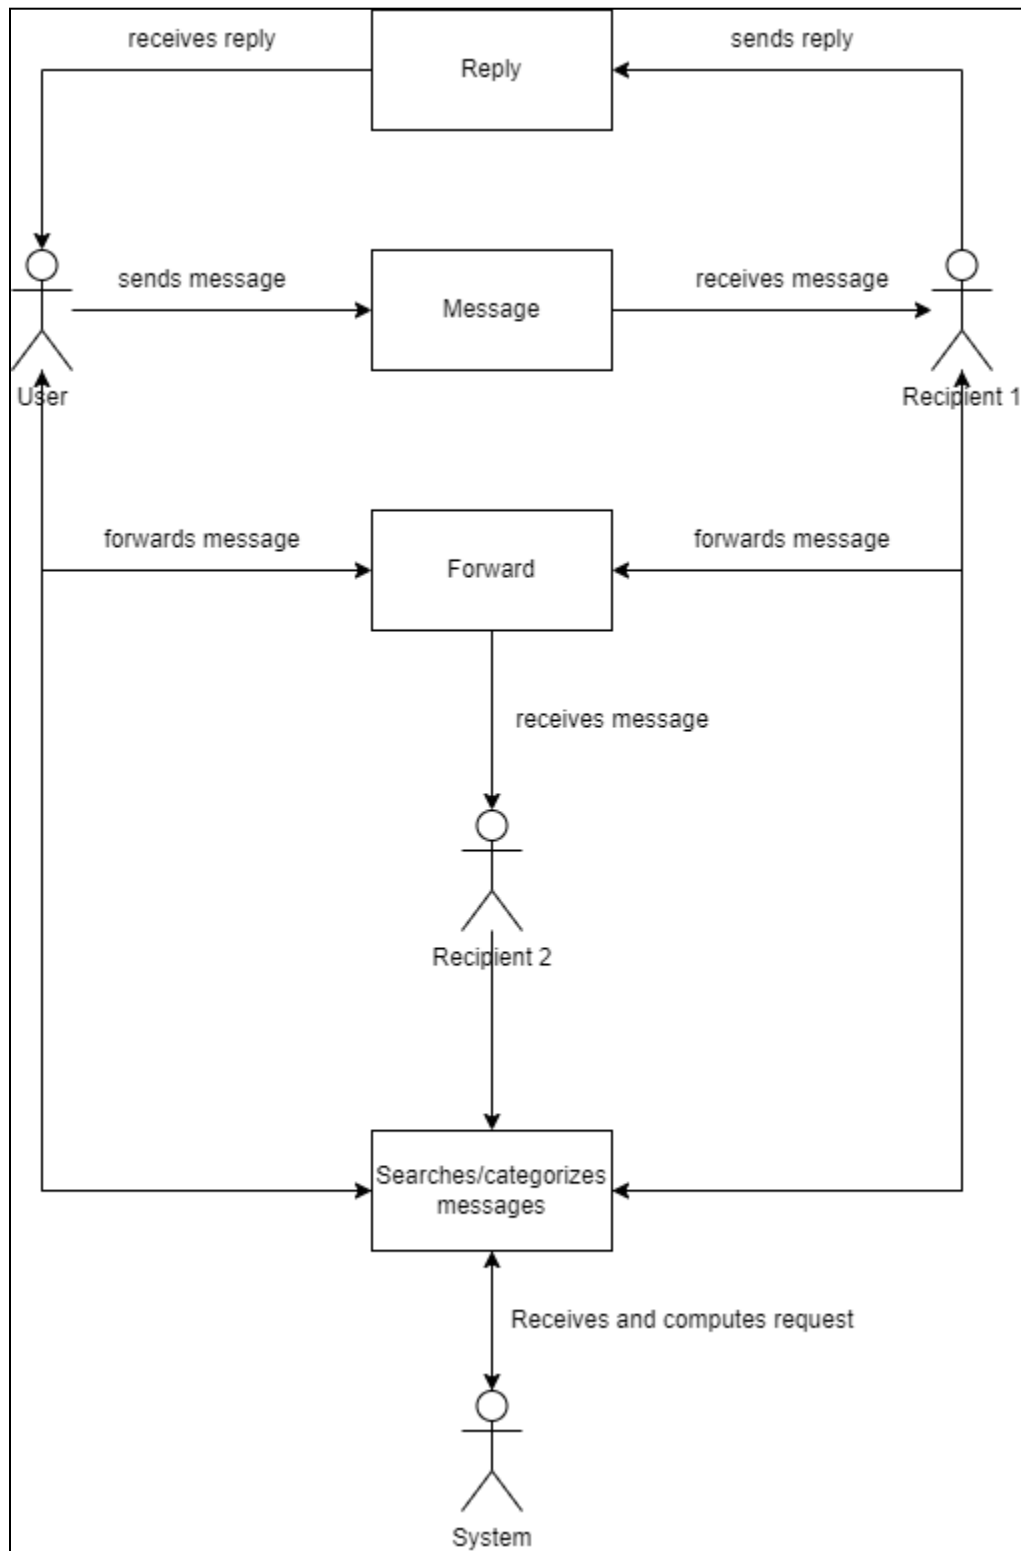 receives reply
sends reply
Reply
sends message
receives message
Message
User
Recipient 1
forwards message
forwards message
Forward
receives message
Recipient 2
Searches/categorizes
messages
Receives and computes request
System